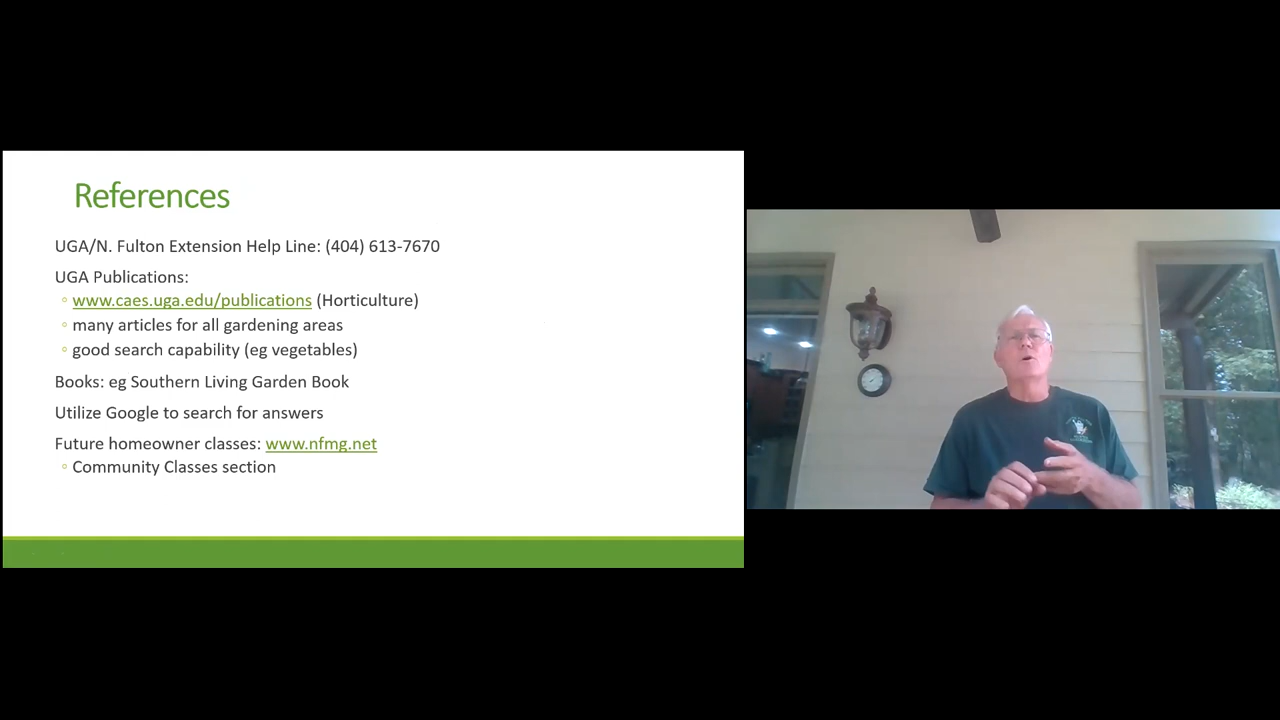 References
UGA/N. Fulton Extension Help Line: (404) 613-7670
UGA Publications:
◦ www.caes.uga.edu/publications (Horticulture)
◦ many articles for all gardening areas
◦ good search capability (eg vegetables)
Books: eg Southern Living Garden Book
Utilize Google to search for answers
Future homeowner classes: www.nfmg.net
◦ Community Classes section